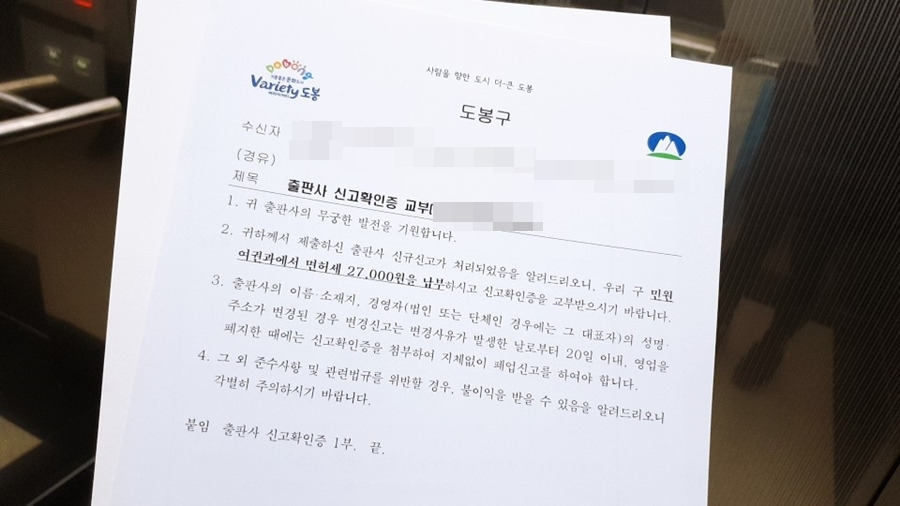 사람을 향한 도시 더-큰 도봉
Variety 도봉
도봉구
수신자
(경유)
제목 출판사 신고확인증 교부(
1. 귀 출판사의 무궁한 발전을 기원합니다.
2. 귀하께서 제출하신 출판사 신규신고가 처리되었음을 알려드리오니, 우리 구 민원
여권과에서 면허세 27,000원을 납부하시고 신고확인증을 교부받으시기 바랍니다.
3. 출판사의 이름·소재지, 경영자(법인 또는 단체인 경우에는 그 대표자)의 성명·
주소가 변경된 경우 변경신고는 변경사유가 발생한 날로부터 20일 이내, 영업을
폐지한 때에는 신고확인증을 첨부하여 지체없이 폐업신고를 하여야 합니다.
4. 그 외 준수사항 및 관련법규를 위반할 경우, 불이익을 받을 수 있음을 알려드리오니
각별히 주의하시기 바랍니다.
붙임 출판사 신고확인증 1부. 끝.